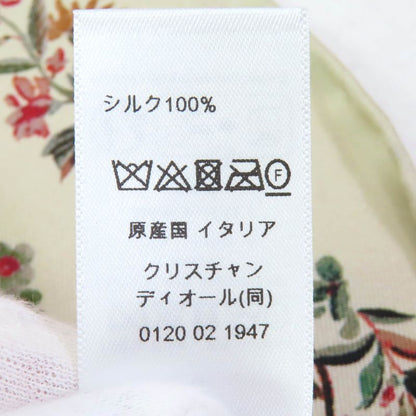 シルク100%
F
原産国 イタリア
クリスチャン
ディオール(同)
0120 02 1947